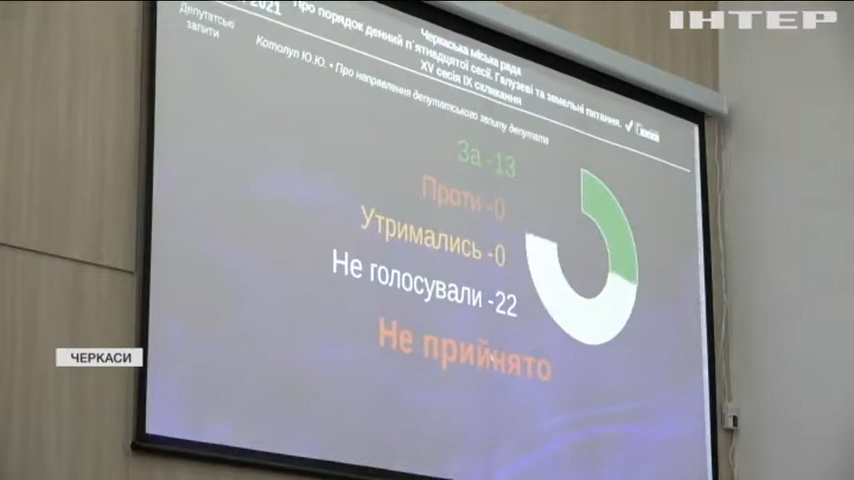 ІНТЕР
2021
Черкаська міська рада
Про порядок денний п'ятнадцятої сесії. Галузеві та земельні питання.
XV сесія IX скликання
Депутатські
запити
Котолуп Ю.Ю. • Про направлення депутатського запиту депутата
За -13
Проти -0
Утримались -0
Не голосували -22
Не прийнято
ЧЕРКАСИ